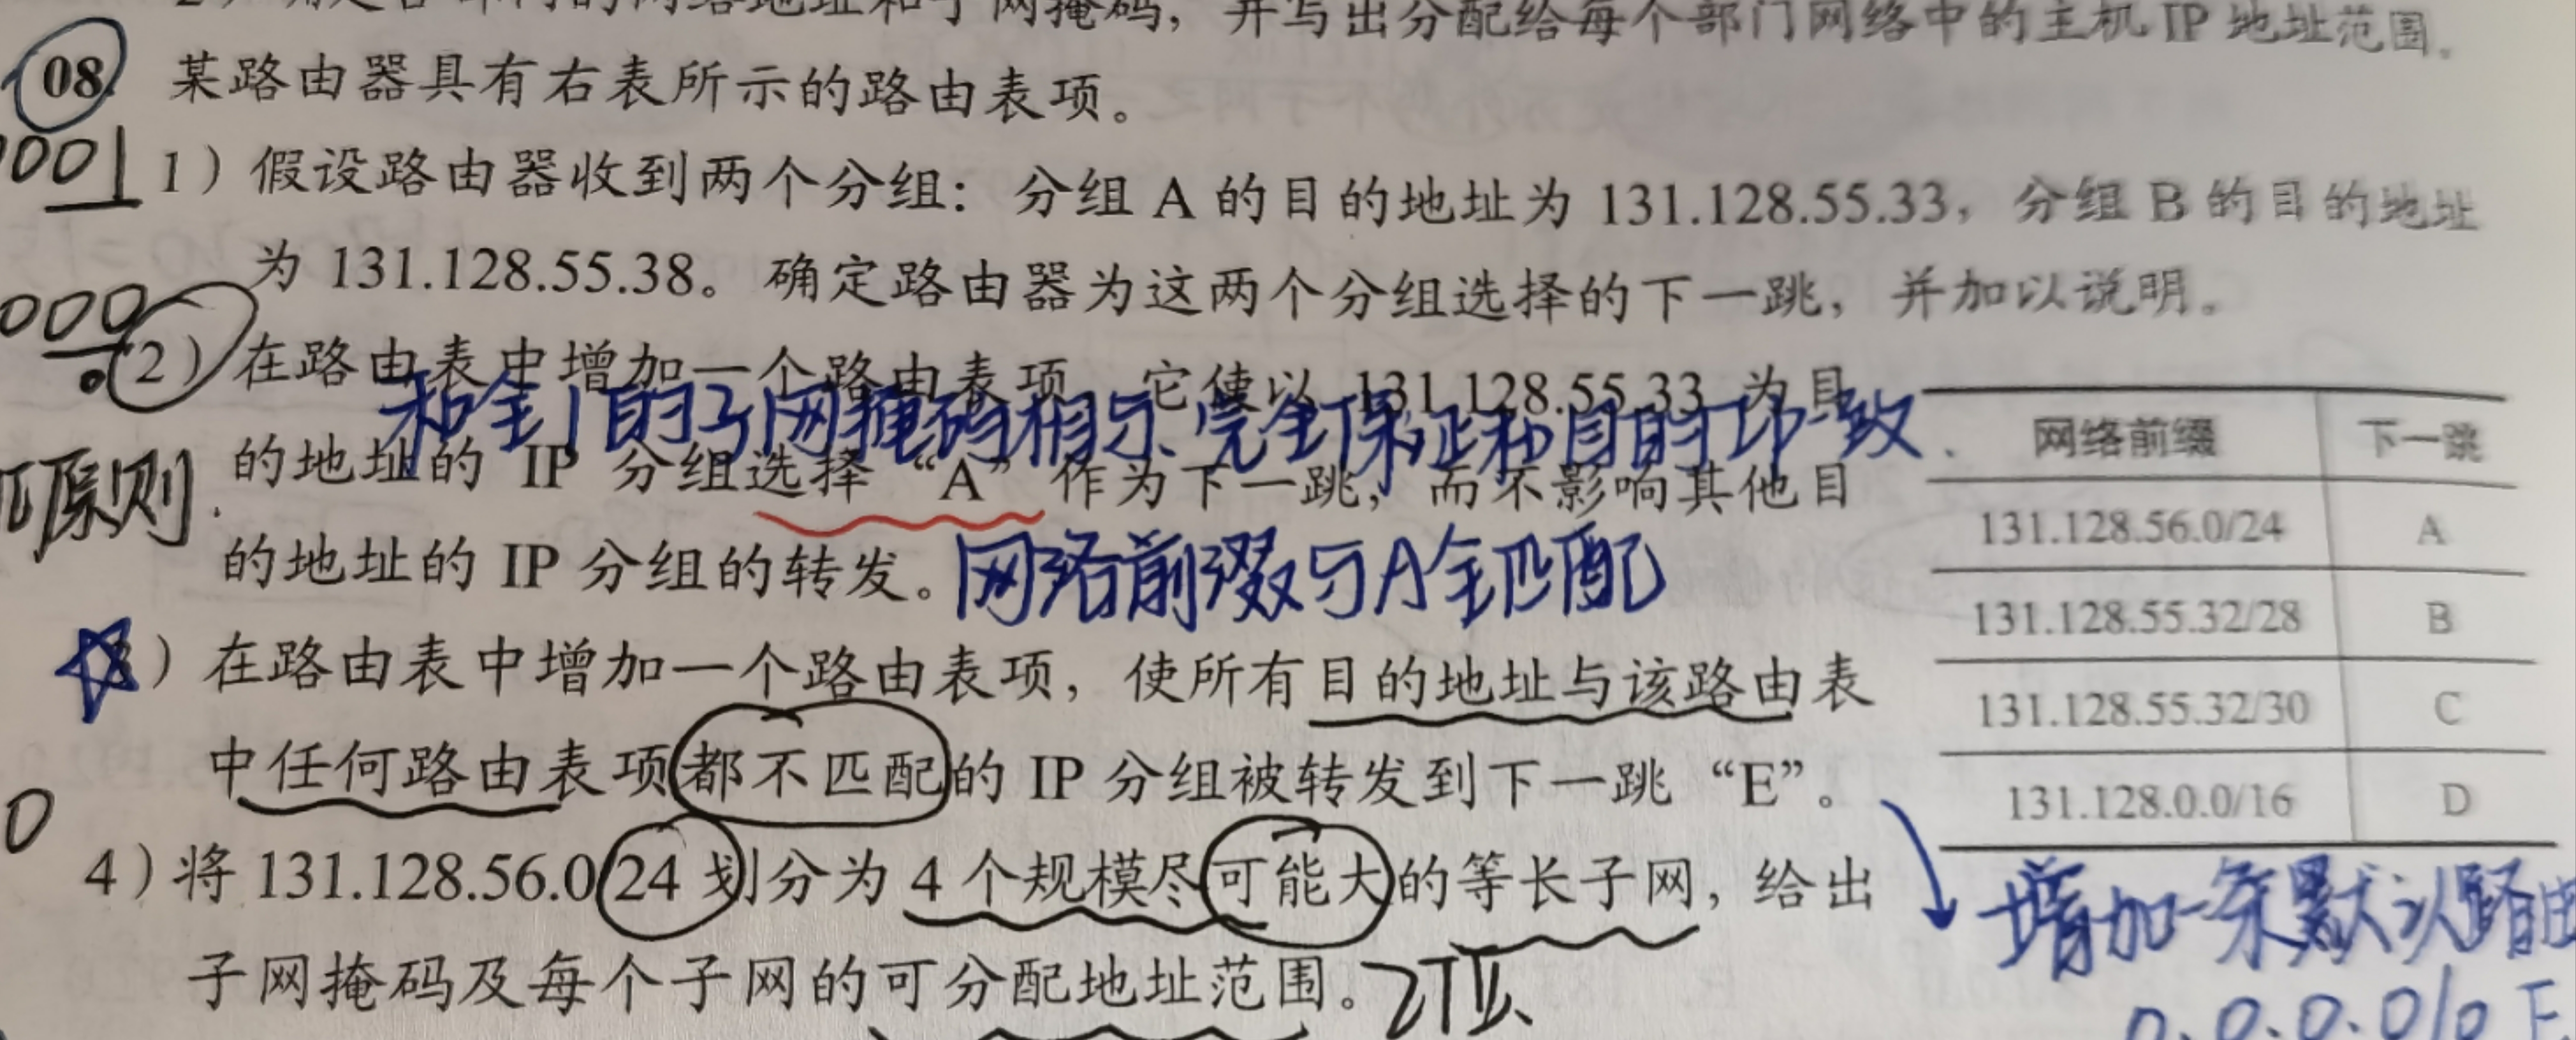 2）确定各部门的网络地址和子网掩码，并写出分配给每个部门网络中的主机 IP 地址范围。
08. 某路由器具有右表所示的路由表项。
001
1）假设路由器收到两个分组：分组 A 的目的地址为 131.128.55.33，分组 B 的目的地址
为 131.128.55.38。确定路由器为这两个分组选择的下一跳，并加以说明。
000
2）在路由表中增加一个路由表项，它使以 131.128.55.33 为目
和全1的子网掩码相与、完全保证和目的IP一致
的地址的 IP 分组选择“A”作为下一跳，而不影响其他目
原则
的地址的 IP 分组的转发。网络前缀与A全匹配
）在路由表中增加一个路由表项，使所有目的地址与该路由表
中任何路由表项都不匹配的 IP 分组被转发到下一跳“E”。
0
4）将 131.128.56.0/24 划分为 4 个规模尽可能大的等长子网，给出
子网掩码及每个子网的可分配地址范围。
网络前缀 下一跳
131.128.56.0/24 A
131.128.55.32/28 B
131.128.55.32/30 C
131.128.0.0/16 D
增加一条默认路由
0.0.0.0/0 E